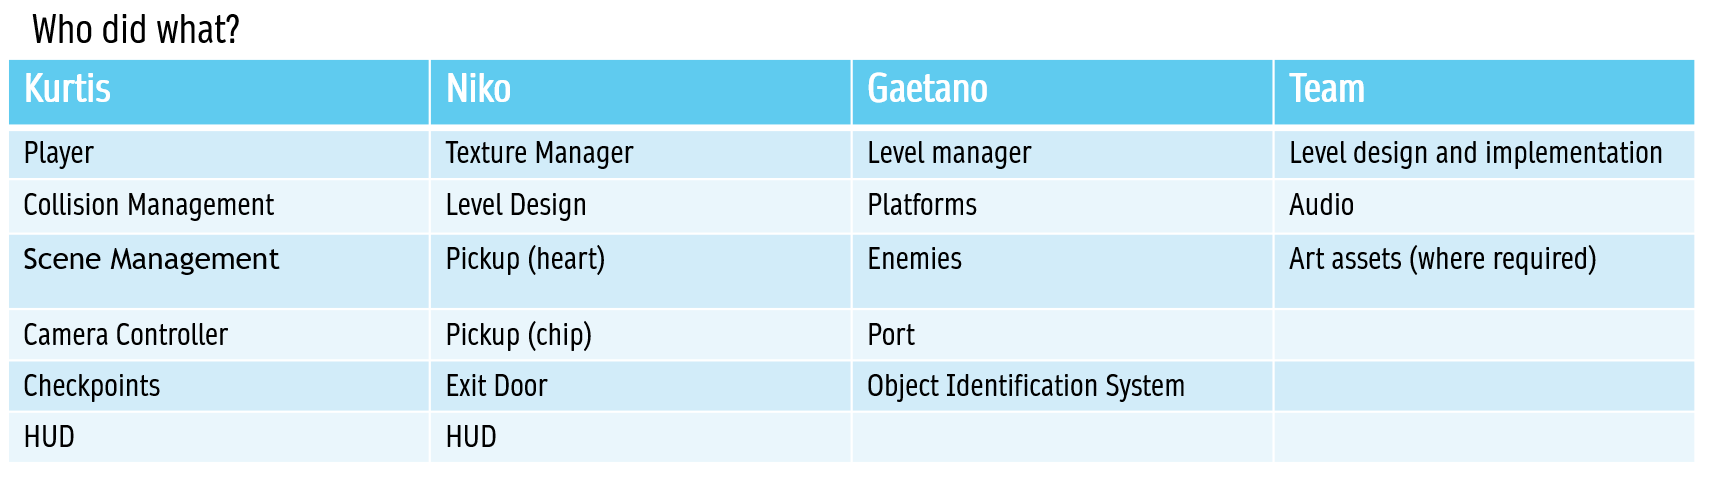 Who did what?
Kurtis Niko Gaetano Team
Player Texture Manager Level manager Level design and implementation
Collision Management Level Design Platforms Audio
Scene Management Pickup (heart) Enemies Art assets (where required)
Camera Controller Pickup (chip) Port
Checkpoints Exit Door Object Identification System
HUD HUD